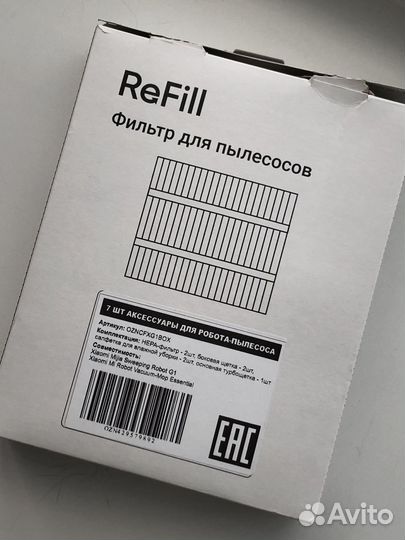 ReFill
Фильтр для пылесосов
7 ШТ АКСЕССУАРЫ ДЛЯ РОБОТА-ПЫЛЕСОСА
Артикул: OZNCFXG1BOX
Комплектация: HEPA-фильтр - 2шт, боковая щетка - 2шт,
салфетка для влажной уборки - 2шт, основная турбощетка - 1шт
Совместимость:
Xiaomi Mijia Sweeping Robot G1
Xiaomi Mi Robot Vacuum-Mop Essential
OZN429579892
EAC
Avito